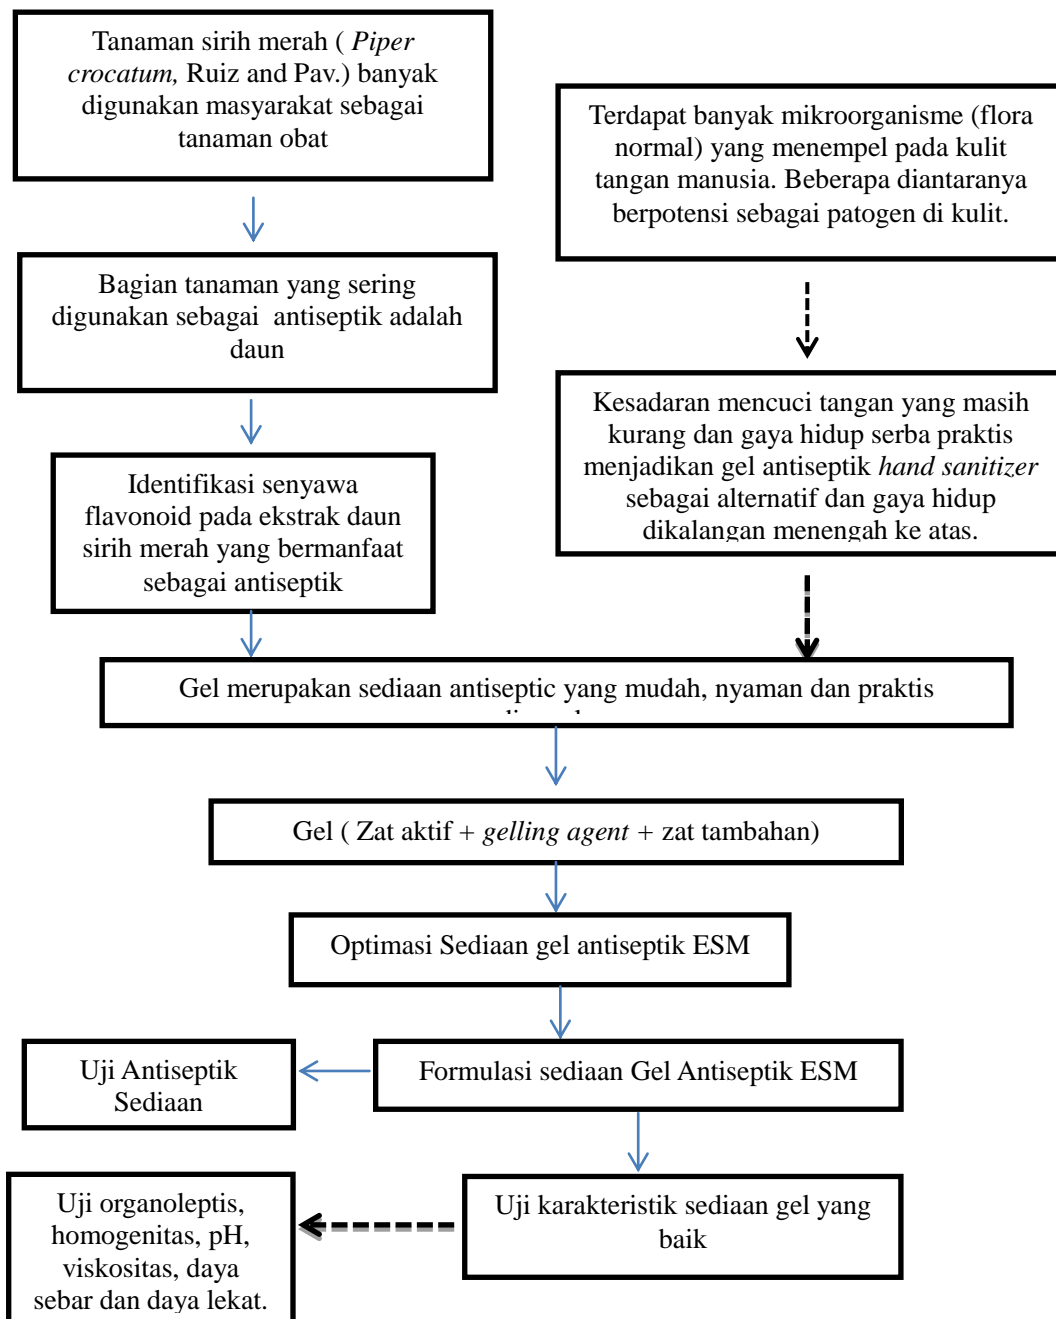 Tanaman sirih merah ( Piper
crocatum, Ruiz and Pav.) banyak
digunakan masyarakat sebagai
tanaman obat
Terdapat banyak mikroorganisme (flora
normal) yang menempel pada kulit
tangan manusia. Beberapa diantaranya
berpotensi sebagai patogen di kulit.
Bagian tanaman yang sering
digunakan sebagai antiseptik adalah
daun
Kesadaran mencuci tangan yang masih
kurang dan gaya hidup serba praktis
menjadikan gel antiseptik hand sanitizer
sebagai alternatif dan gaya hidup
dikalangan menengah ke atas.
Identifikasi senyawa
flavonoid pada ekstrak daun
sirih merah yang bermanfaat
sebagai antiseptik
Gel merupakan sediaan antiseptic yang mudah, nyaman dan praktis
Gel ( Zat aktif + gelling agent + zat tambahan)
Optimasi Sediaan gel antiseptik ESM
Uji Antiseptik
Sediaan
Formulasi sediaan Gel Antiseptik ESM
Uji organoleptis,
homogenitas, pH,
viskositas, daya
sebar dan daya lekat.
Uji karakteristik sediaan gel yang
baik